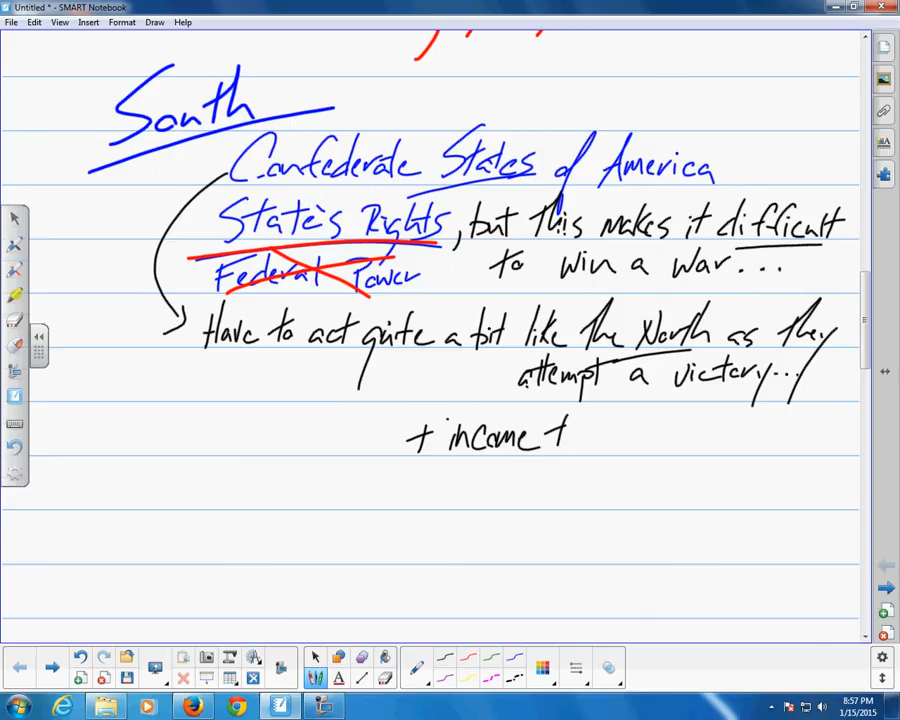 Untitled * - SMART Notebook
File Edit View Insert Format Draw Help
South
Confederate States of America
State's Rights, but this makes it difficult
Federal Power to win a war...
Have to act quite a bit like the North as they
attempt a victory...
+ income +
8:57 PM
1/15/2015